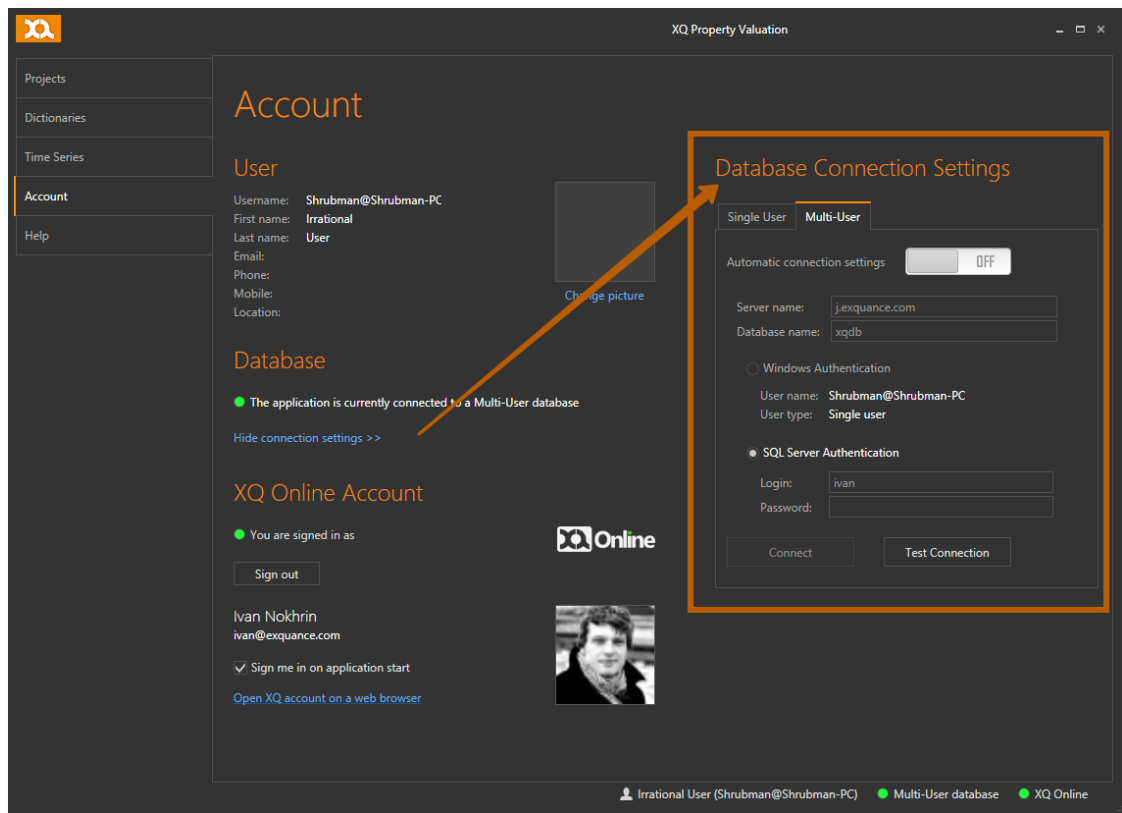 XQ
XQ Property Valuation
Projects
Dictionaries
Time Series
Account
Help
Account
User
Username: Shrubman@Shrubman-PC
First name: Irrational
Last name: User
Email:
Phone:
Mobile:
Location:
Change picture
Database
The application is currently connected to a Multi-User database
Hide connection settings >>
XQ Online Account
You are signed in as
XQ Online
Sign out
Ivan Nokhrin
ivan@exquance.com
Sign me in on application start
Open XQ account on a web browser
Database Connection Settings
Single User Multi-User
Automatic connection settings OFF
Server name: j.exquance.com
Database name: xqdb
Windows Authentication
User name: Shrubman@Shrubman-PC
User type: Single user
SQL Server Authentication
Login: ivan
Password:
Connect Test Connection
Irrational User (Shrubman@Shrubman-PC) Multi-User database XQ Online